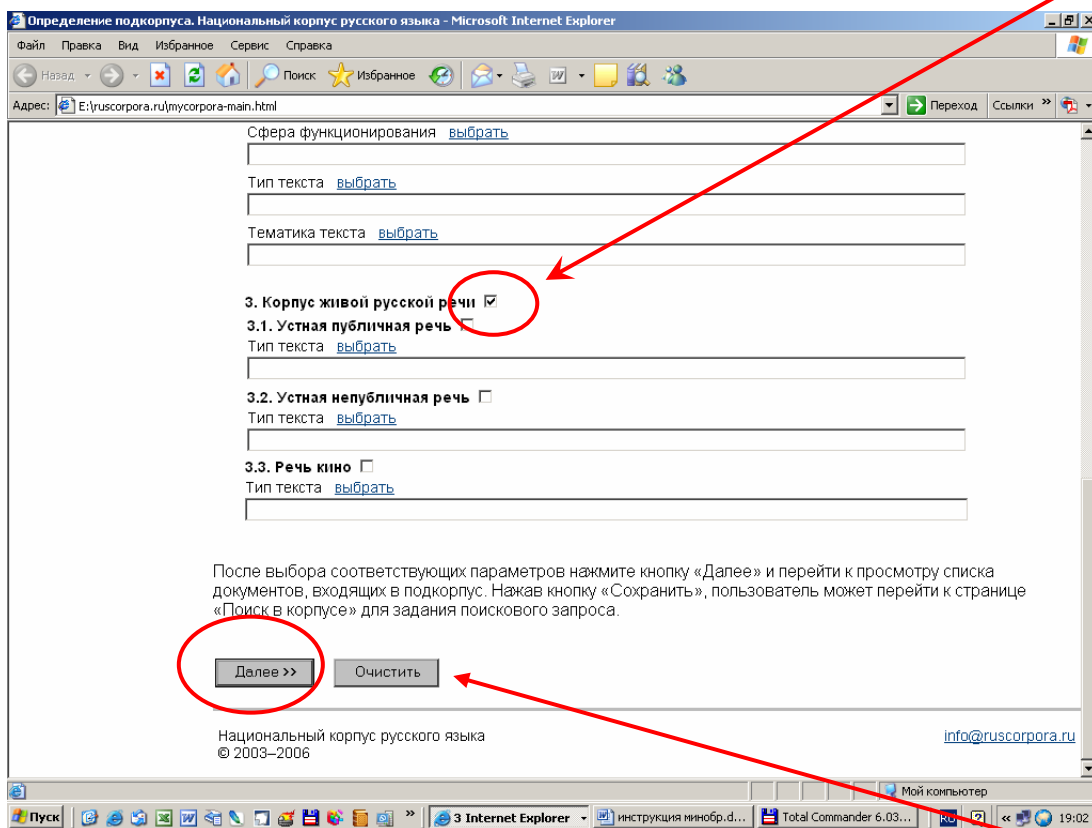 Определение подкорпуса. Национальный корпус русского языка - Microsoft Internet Explorer
Файл Правка Вид Избранное Сервис Справка
Назад Поиск Избранное
Адрес: E:\ruscorpora.ru\mycorpora-main.html Переход Ссылки »
Сфера функционирования выбрать
Тип текста выбрать
Тематика текста выбрать
3. Корпус живой русской речи
3.1. Устная публичная речь
Тип текста выбрать
3.2. Устная непубличная речь
Тип текста выбрать
3.3. Речь кино
Тип текста выбрать
После выбора соответствующих параметров нажмите кнопку «Далее» и перейти к просмотру списка
документов, входящих в подкорпус. Нажав кнопку «Сохранить», пользователь может перейти к странице
«Поиск в корпусе» для задания поискового запроса.
Далее >> Очистить
Национальный корпус русского языка info@ruscorpora.ru
© 2003–2006
Мой компьютер
Пуск » 3 Internet Explorer инструкция минобр.d... Total Commander 6.03... « 19:02